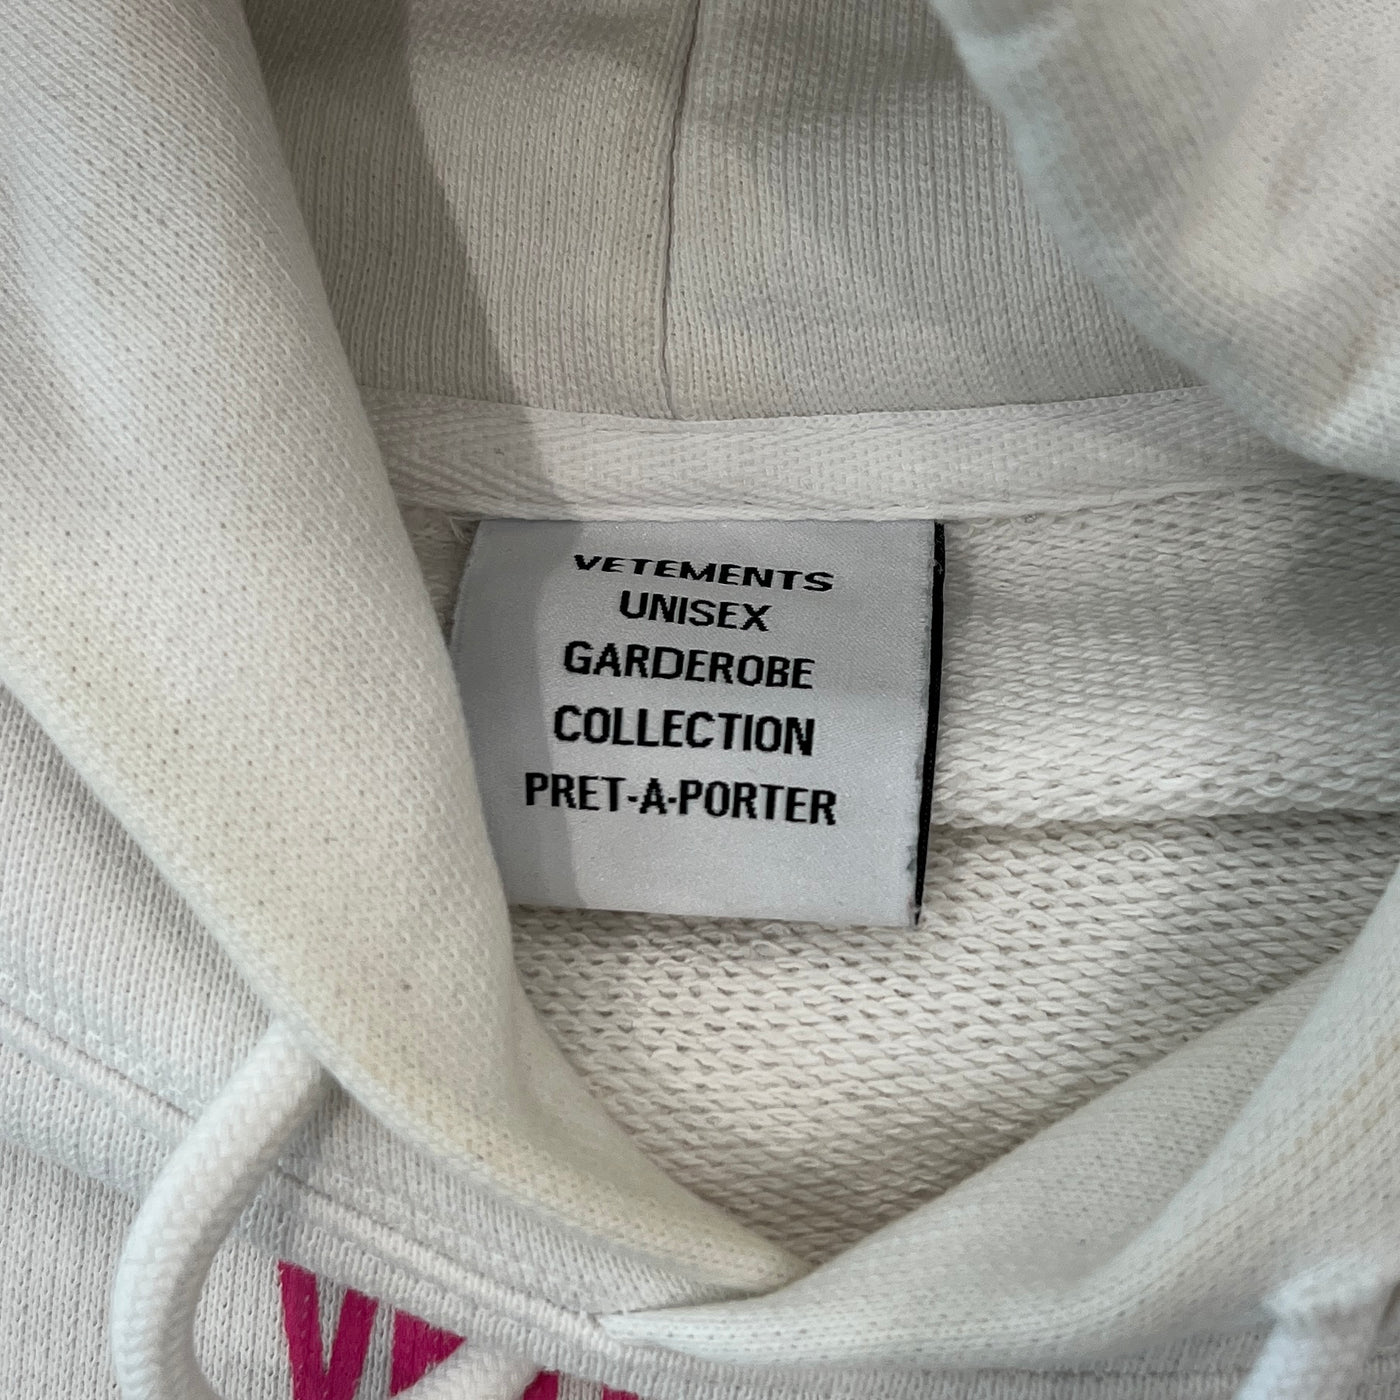 VETEMENTS
UNISEX
GARDEROBE
COLLECTION
PRET-A-PORTER